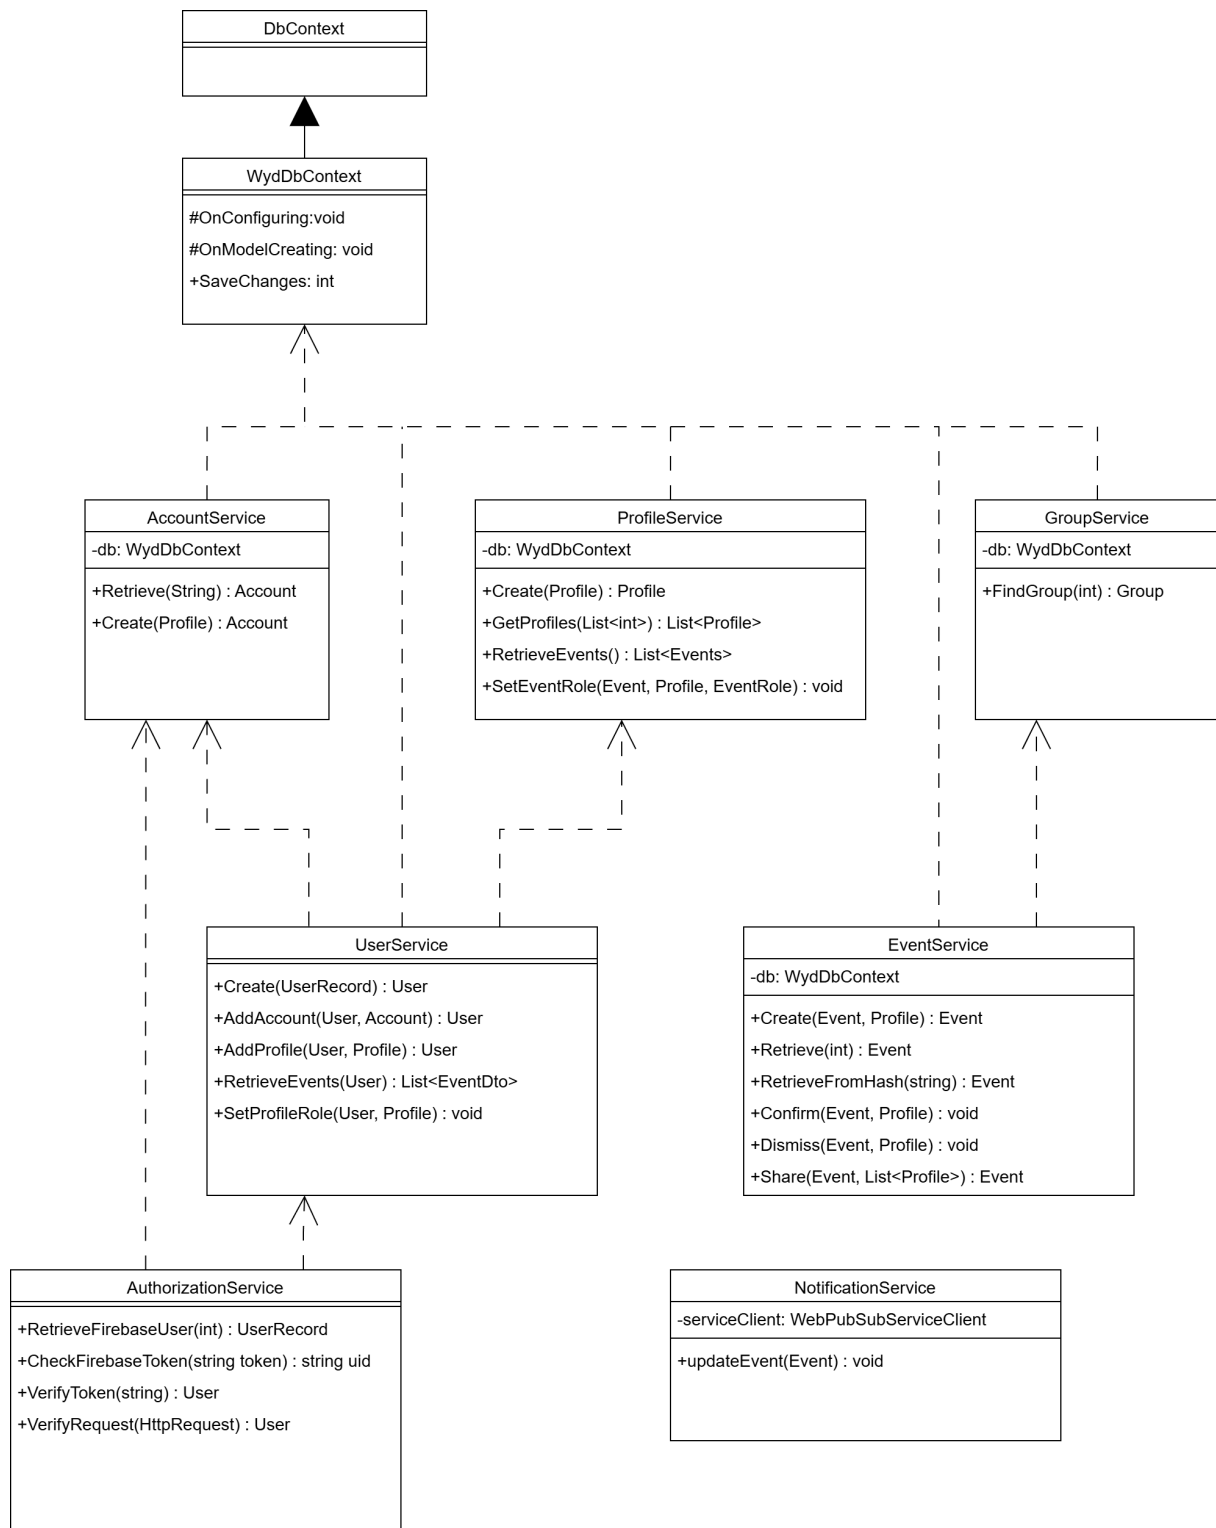 DbContext
WydDbContext
#OnConfiguring:void
#OnModelCreating: void
+SaveChanges: int
AccountService
-db: WydDbContext
+Retrieve(String) : Account
+Create(Profile) : Account
ProfileService
-db: WydDbContext
+Create(Profile) : Profile
+GetProfiles(List<int>) : List<Profile>
+RetrieveEvents() : List<Events>
+SetEventRole(Event, Profile, EventRole) : void
GroupService
-db: WydDbContext
+FindGroup(int) : Group
UserService
+Create(UserRecord) : User
+AddAccount(User, Account) : User
+AddProfile(User, Profile) : User
+RetrieveEvents(User) : List<EventDto>
+SetProfileRole(User, Profile) : void
EventService
-db: WydDbContext
+Create(Event, Profile) : Event
+Retrieve(int) : Event
+RetrieveFromHash(string) : Event
+Confirm(Event, Profile) : void
+Dismiss(Event, Profile) : void
+Share(Event, List<Profile>) : Event
AuthorizationService
+RetrieveFirebaseUser(int) : UserRecord
+CheckFirebaseToken(string token) : string uid
+VerifyToken(string) : User
+VerifyRequest(HttpRequest) : User
NotificationService
-serviceClient: WebPubSubServiceClient
+updateEvent(Event) : void